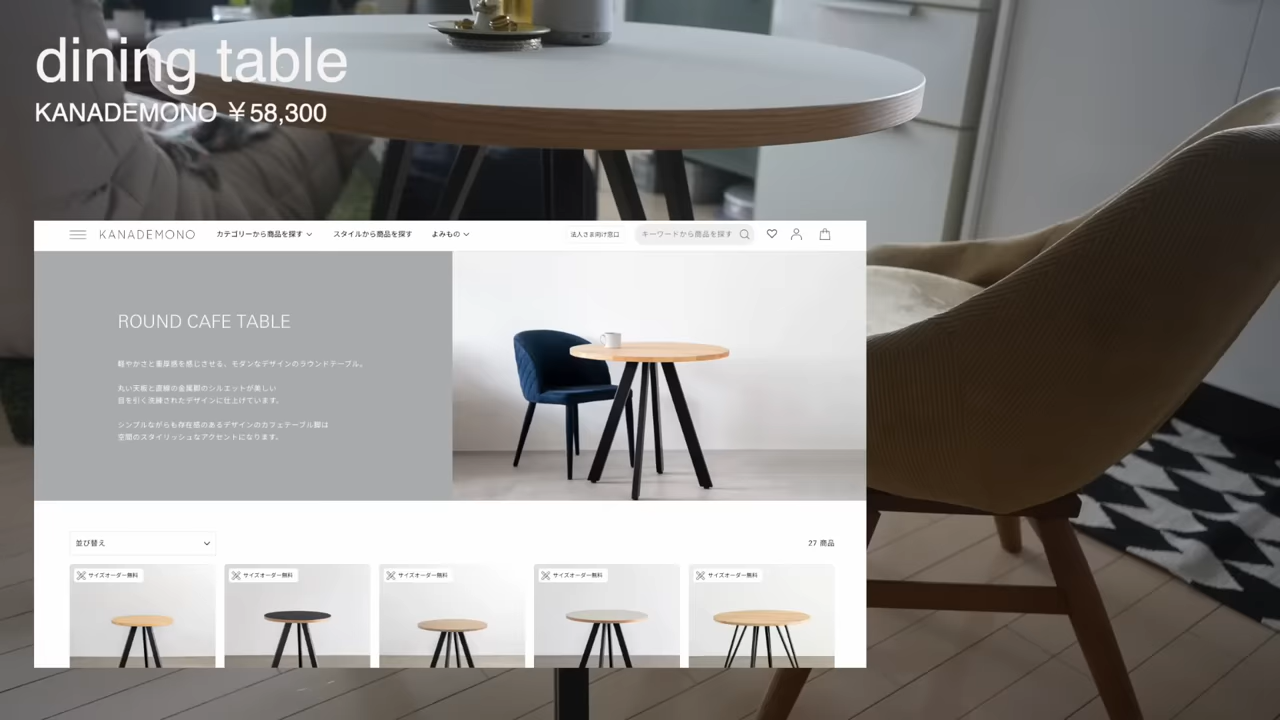 dining table
KANADEMONO ￥58,300
KANADEMONO カテゴリーから商品を探す スタイルから商品を探す よみもの 法人さま向け窓口 キーワードから商品を探す
ROUND CAFE TABLE
軽やかさと重厚感を感じさせる、モダンなデザインのラウンドテーブル。
丸い天板と直線の金属脚のシルエットが美しい
目を引く洗練されたデザインに仕上げています。
シンプルながらも存在感のあるデザインのカフェテーブル脚は
空間のスタイリッシュなアクセントになります。
並び替え 27 商品
サイズオーダー無料 サイズオーダー無料 サイズオーダー無料 サイズオーダー無料 サイズオーダー無料